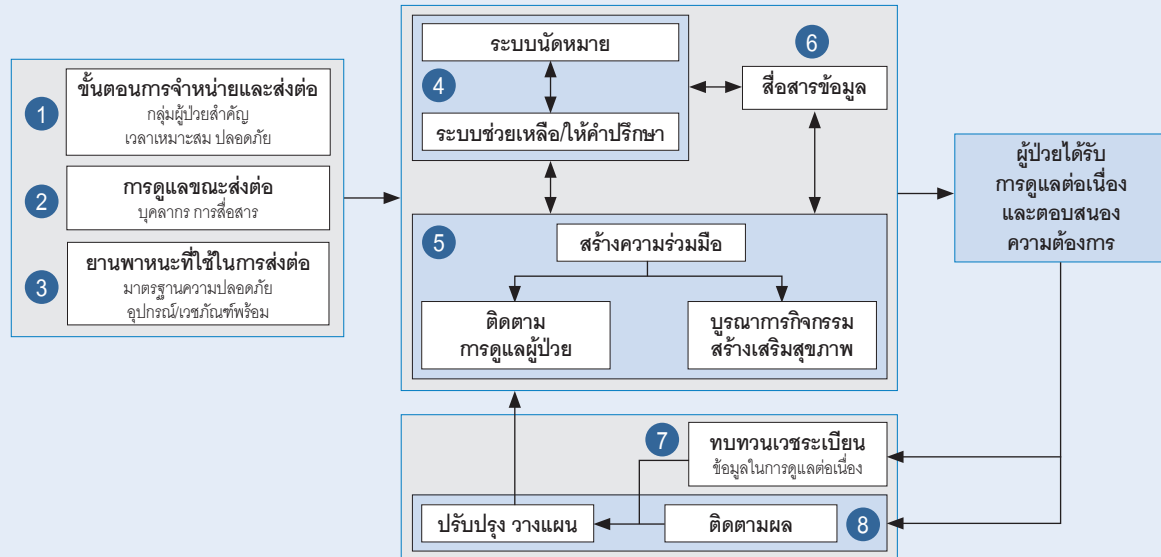 1
ขั้นตอนการจำหน่ายและส่งต่อ
กลุ่มผู้ป่วยสำคัญ
เวลาเหมาะสม ปลอดภัย
2
การดูแลขณะส่งต่อ
บุคลากร การสื่อสาร
3
ยานพาหนะที่ใช้ในการส่งต่อ
มาตรฐานความปลอดภัย
อุปกรณ์/เวชภัณฑ์พร้อม
4
ระบบนัดหมาย
ระบบช่วยเหลือ/ให้คำปรึกษา
6
สื่อสารข้อมูล
5
สร้างความร่วมมือ
ติดตาม
การดูแลผู้ป่วย
บูรณาการกิจกรรม
สร้างเสริมสุขภาพ
ผู้ป่วยได้รับ
การดูแลต่อเนื่อง
และตอบสนอง
ความต้องการ
7
ทบทวนเวชระเบียน
ข้อมูลในการดูแลต่อเนื่อง
ปรับปรุง วางแผน
ติดตามผล
8